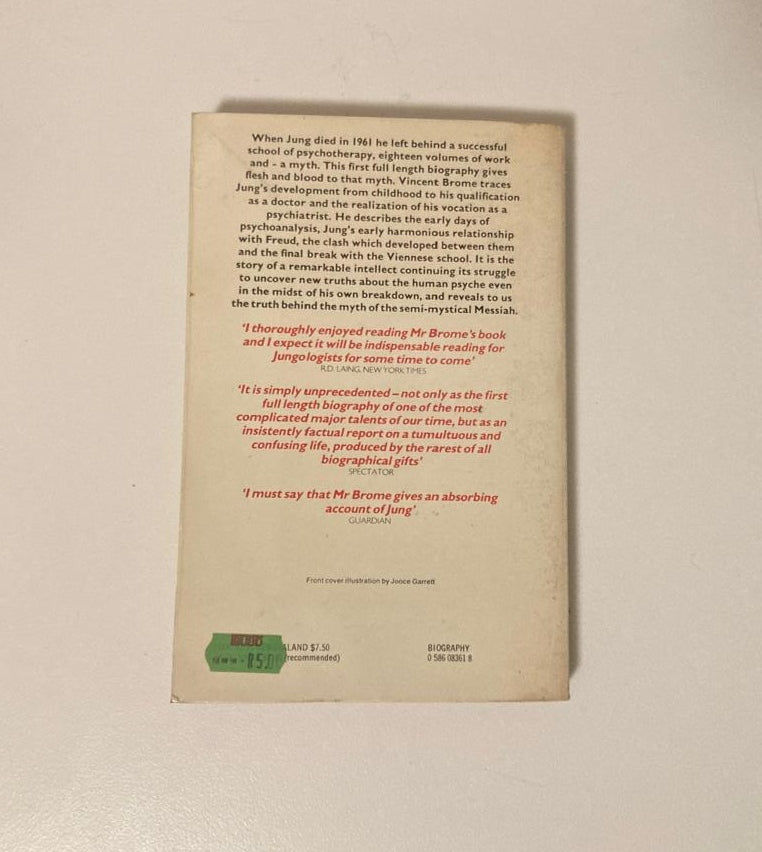 When Jung died in 1961 he left behind a successful
school of psychotherapy, eighteen volumes of work
and - a myth. This first full length biography gives
flesh and blood to that myth. Vincent Brome traces
Jung's development from childhood to his qualification
as a doctor and the realization of his vocation as a
psychiatrist. He describes the early days of
psychoanalysis, Jung's early harmonious relationship
with Freud, the clash which developed between them
and the final break with the Viennese school. It is the
story of a remarkable intellect continuing its struggle
to uncover new truths about the human psyche even
in the midst of his own breakdown, and reveals to us
the truth behind the myth of the semi-mystical Messiah.
'I thoroughly enjoyed reading Mr Brome's book
and I expect it will be indispensable reading for
Jungologists for some time to come'
R.D. LAING, NEW YORK TIMES
'It is simply unprecedented – not only as the first
full length biography of one of the most
complicated major talents of our time, but as an
insistently factual report on a tumultuous and
confusing life, produced by the rarest of all
biographical gifts'
SPECTATOR
'I must say that Mr Brome gives an absorbing
account of Jung'
GUARDIAN
Front cover illustration by Jooce Garrett
ALAND $7.50
(recommended)
BIOGRAPHY
0 586 08361 8